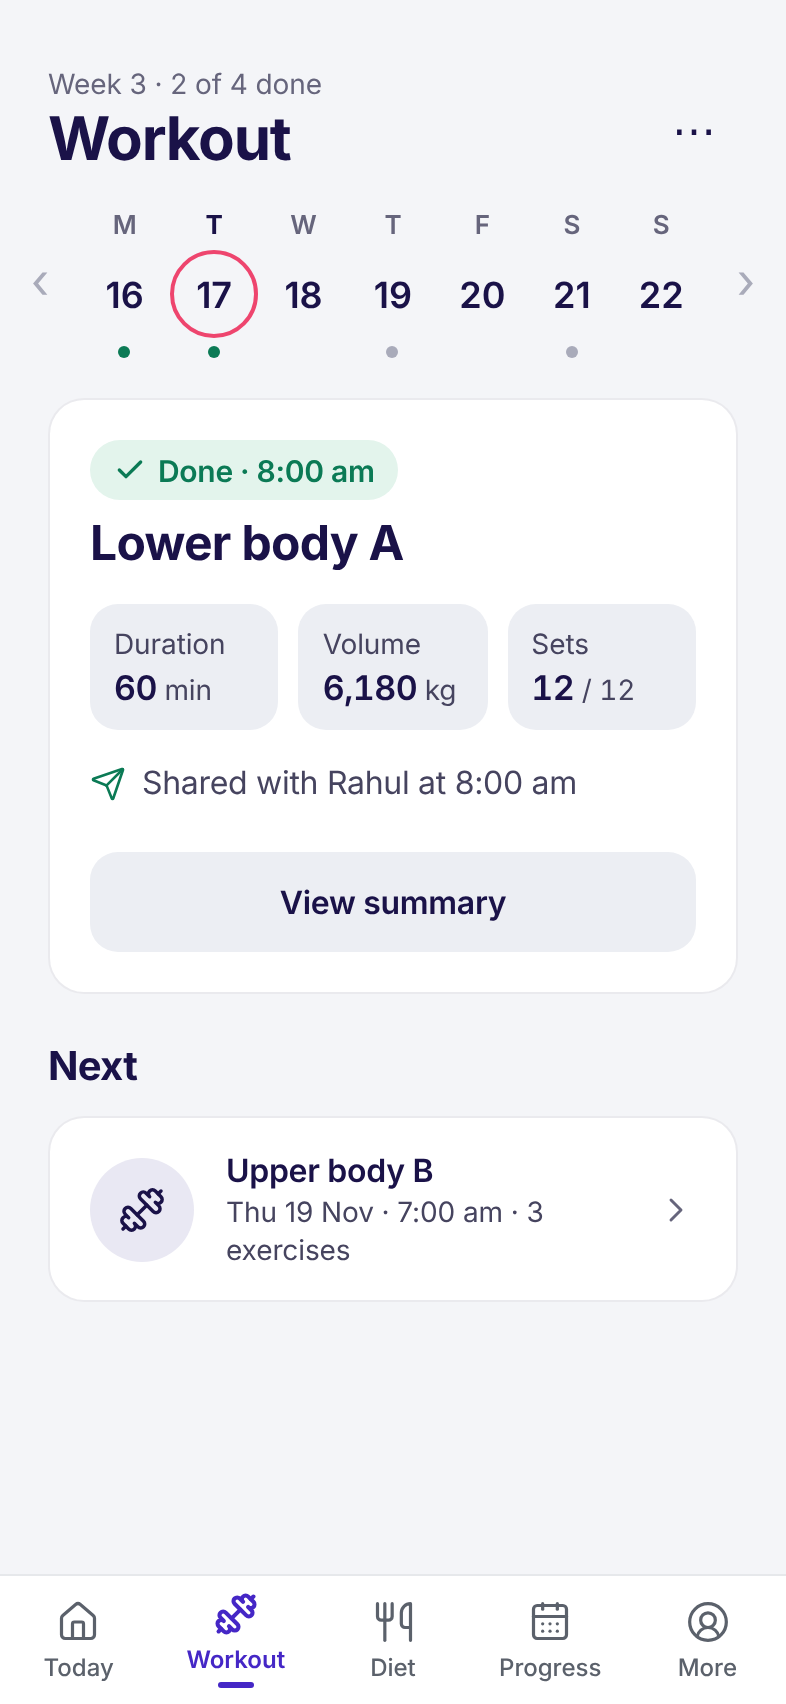 Week 3 · 2 of 4 done
Workout
...
M T W T F S S
‹ 16 17 18 19 20 21 22 ›
Done · 8:00 am
Lower body A
Duration Volume Sets
60 min 6,180 kg 12 / 12
Shared with Rahul at 8:00 am
View summary
Next
Upper body B
Thu 19 Nov · 7:00 am · 3
exercises
Today Workout Diet Progress More